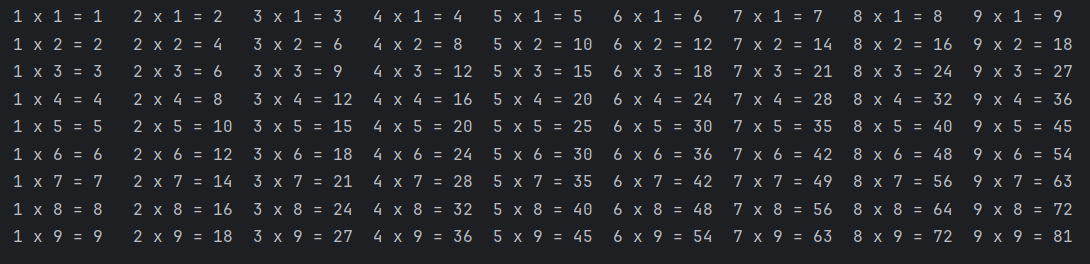 1 x 1 = 1   2 x 1 = 2   3 x 1 = 3   4 x 1 = 4   5 x 1 = 5   6 x 1 = 6   7 x 1 = 7   8 x 1 = 8   9 x 1 = 9
1 x 2 = 2   2 x 2 = 4   3 x 2 = 6   4 x 2 = 8   5 x 2 = 10  6 x 2 = 12  7 x 2 = 14  8 x 2 = 16  9 x 2 = 18
1 x 3 = 3   2 x 3 = 6   3 x 3 = 9   4 x 3 = 12  5 x 3 = 15  6 x 3 = 18  7 x 3 = 21  8 x 3 = 24  9 x 3 = 27
1 x 4 = 4   2 x 4 = 8   3 x 4 = 12  4 x 4 = 16  5 x 4 = 20  6 x 4 = 24  7 x 4 = 28  8 x 4 = 32  9 x 4 = 36
1 x 5 = 5   2 x 5 = 10  3 x 5 = 15  4 x 5 = 20  5 x 5 = 25  6 x 5 = 30  7 x 5 = 35  8 x 5 = 40  9 x 5 = 45
1 x 6 = 6   2 x 6 = 12  3 x 6 = 18  4 x 6 = 24  5 x 6 = 30  6 x 6 = 36  7 x 6 = 42  8 x 6 = 48  9 x 6 = 54
1 x 7 = 7   2 x 7 = 14  3 x 7 = 21  4 x 7 = 28  5 x 7 = 35  6 x 7 = 42  7 x 7 = 49  8 x 7 = 56  9 x 7 = 63
1 x 8 = 8   2 x 8 = 16  3 x 8 = 24  4 x 8 = 32  5 x 8 = 40  6 x 8 = 48  7 x 8 = 56  8 x 8 = 64  9 x 8 = 72
1 x 9 = 9   2 x 9 = 18  3 x 9 = 27  4 x 9 = 36  5 x 9 = 45  6 x 9 = 54  7 x 9 = 63  8 x 9 = 72  9 x 9 = 81